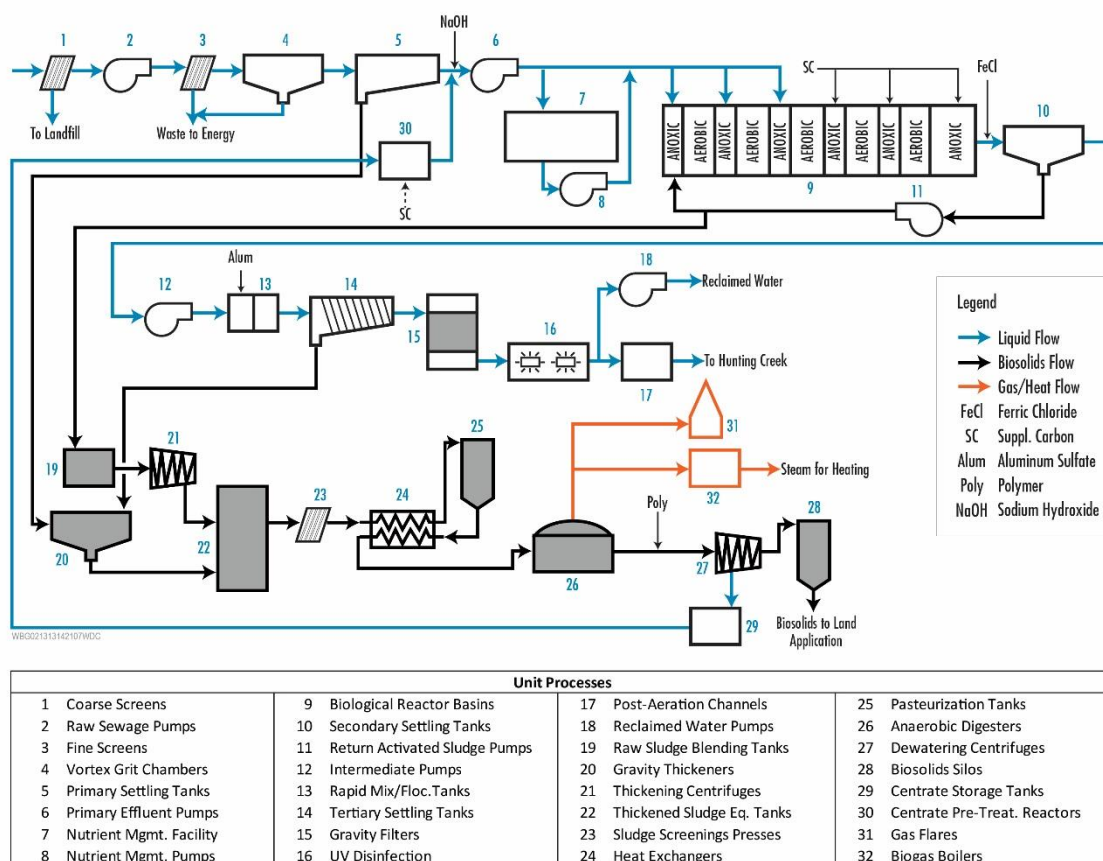 NaOH
1
2
3
4
5
6
SC
FeCl
7
10
To Landfill
Waste to Energy
30
ANOXIC
AEROBIC
ANOXIC
AEROBIC
ANOXIC
AEROBIC
ANOXIC
AEROBIC
ANOXIC
8
9
11
SC
Alum
12
13
14
15
16
18
Reclaimed Water
To Hunting Creek
17
Legend
Liquid Flow
Biosolids Flow
Gas/Heat Flow
FeCl Ferric Chloride
SC Suppl. Carbon
Alum Aluminum Sulfate
Poly Polymer
NaOH Sodium Hydroxide
19
21
20
22
23
24
25
31
32
Steam for Heating
Poly
26
27
28
29
Biosolids to Land
Application
WBG021313142107WDC
Unit Processes
1 Coarse Screens 9 Biological Reactor Basins 17 Post-Aeration Channels 25 Pasteurization Tanks
2 Raw Sewage Pumps 10 Secondary Settling Tanks 18 Reclaimed Water Pumps 26 Anaerobic Digesters
3 Fine Screens 11 Return Activated Sludge Pumps 19 Raw Sludge Blending Tanks 27 Dewatering Centrifuges
4 Vortex Grit Chambers 12 Intermediate Pumps 20 Gravity Thickeners 28 Biosolids Silos
5 Primary Settling Tanks 13 Rapid Mix/Floc.Tanks 21 Thickening Centrifuges 29 Centrate Storage Tanks
6 Primary Effluent Pumps 14 Tertiary Settling Tanks 22 Thickened Sludge Eq. Tanks 30 Centrate Pre-Treat. Reactors
7 Nutrient Mgmt. Facility 15 Gravity Filters 23 Sludge Screenings Presses 31 Gas Flares
8 Nutrient Mgmt. Pumps 16 UV Disinfection 24 Heat Exchangers 32 Biogas Boilers